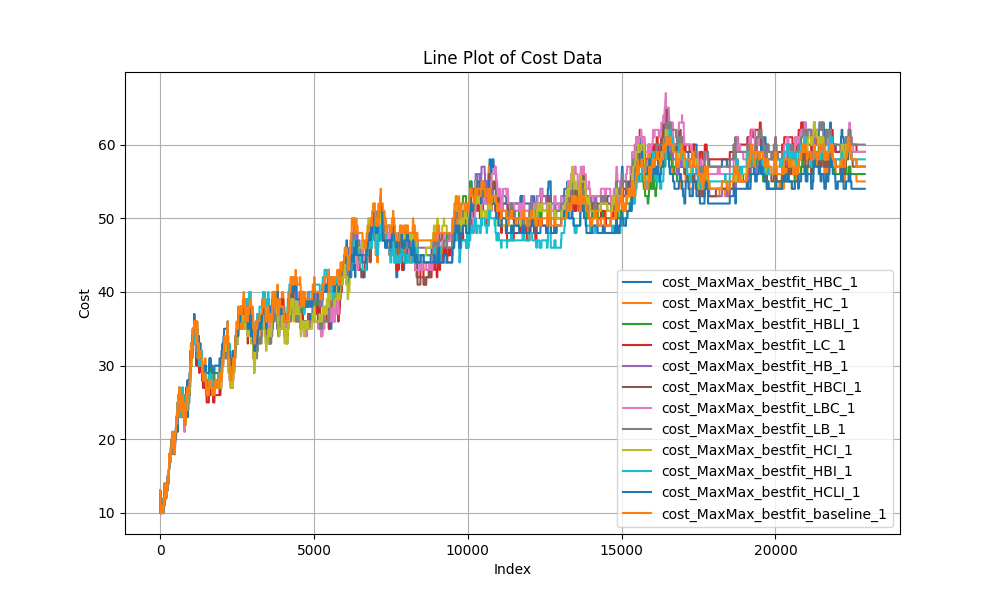 Line Plot of Cost Data
Cost
60
50
40
30
20
10
cost_MaxMax_bestfit_HBC_1
cost_MaxMax_bestfit_HC_1
cost_MaxMax_bestfit_HBLI_1
cost_MaxMax_bestfit_LC_1
cost_MaxMax_bestfit_HB_1
cost_MaxMax_bestfit_HBCI_1
cost_MaxMax_bestfit_LBC_1
cost_MaxMax_bestfit_LB_1
cost_MaxMax_bestfit_HCI_1
cost_MaxMax_bestfit_HBI_1
cost_MaxMax_bestfit_HCLI_1
cost_MaxMax_bestfit_baseline_1
0 5000 10000 15000 20000
Index